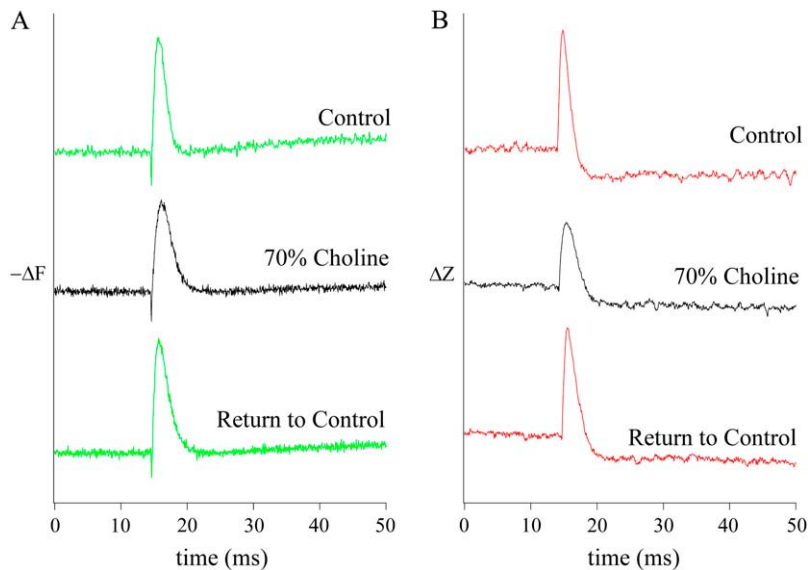 A
Control
70% Choline
−ΔF
Return to Control
0 10 20 30 40 50
time (ms)
B
Control
70% Choline
ΔZ
Return to Control
0 10 20 30 40 50
time (ms)